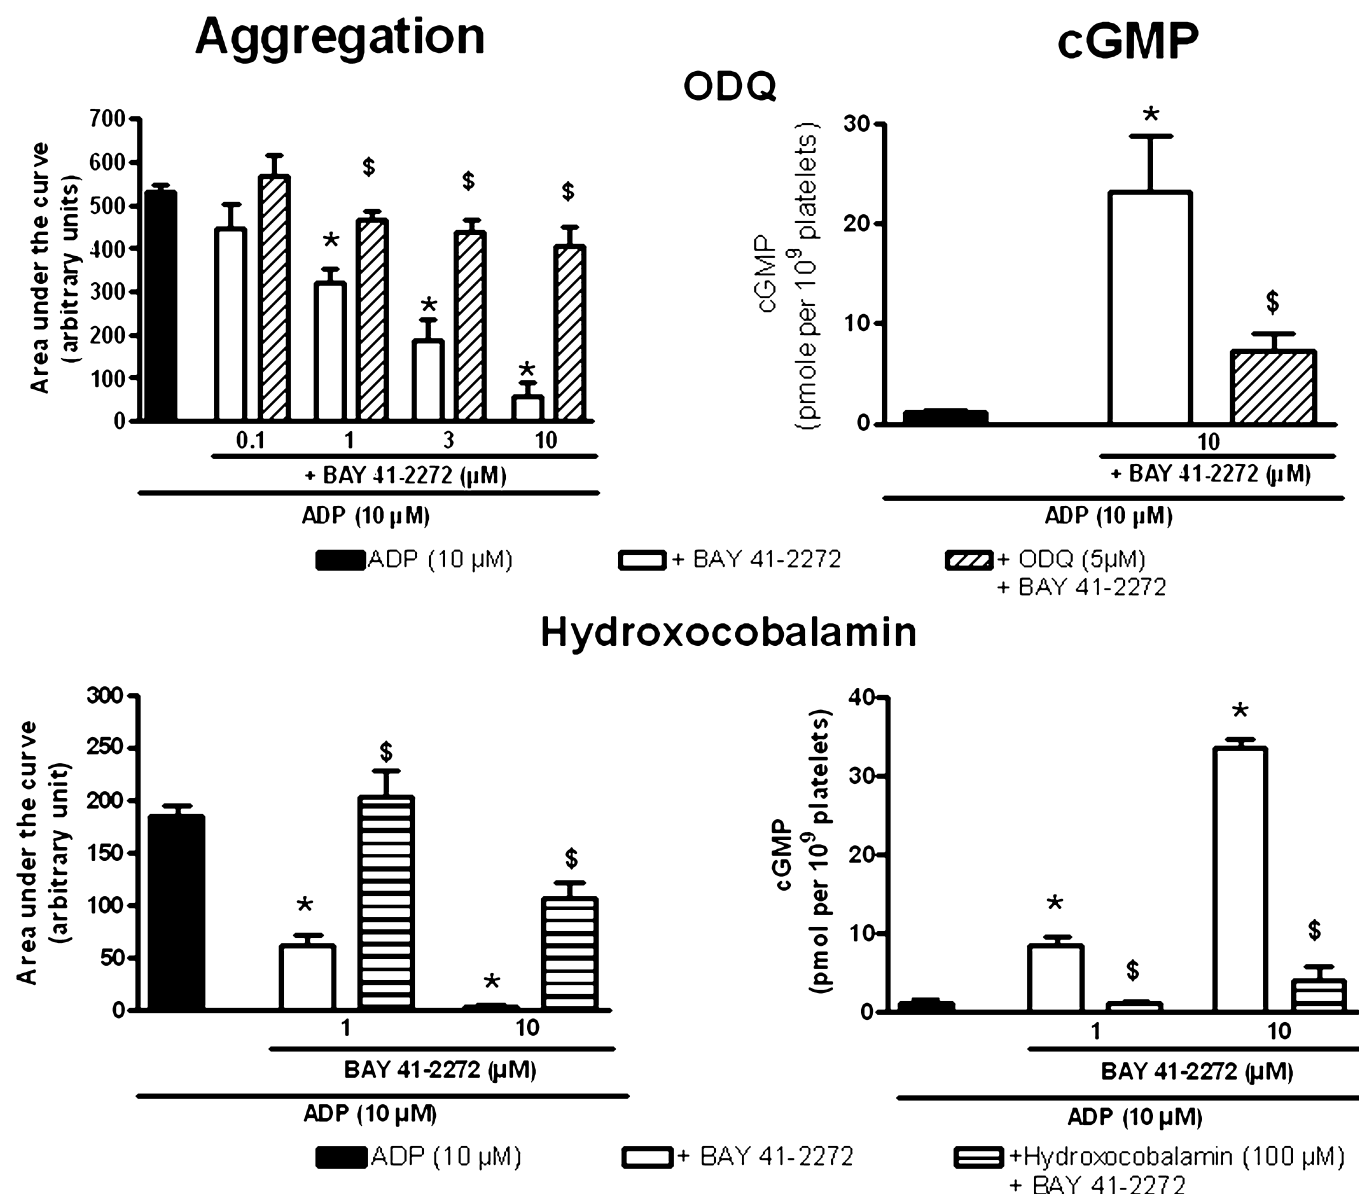 Aggregation
cGMP
ODQ
Area under the curve
(arbitrary units)
700
600
500
400
300
200
100
0
*
*
*
$
$
$
0.1 1 3 10
+ BAY 41-2272 (µM)
ADP (10 µM)
cGMP
(pmole per 10⁹ platelets)
30
20
10
0
*
$
10
+ BAY 41-2272 (µM)
ADP (10 µM)
ADP (10 µM)
+ BAY 41-2272
+ ODQ (5µM)
+ BAY 41-2272
Hydroxocobalamin
Area under the curve
(arbitrary unit)
300
250
200
150
100
50
0
*
$
*
$
1 10
BAY 41-2272 (µM)
ADP (10 µM)
cGMP
(pmol per 10⁹ platelets)
40
30
20
10
0
*
$
*
$
1 10
BAY 41-2272 (µM)
ADP (10 µM)
ADP (10 µM)
+ BAY 41-2272
+Hydroxocobalamin (100 µM)
+ BAY 41-2272